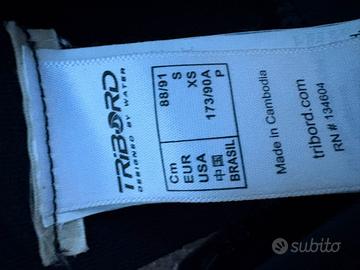 TRIBORD
DESIGNED BY WATER
Cm 88/91
EUR S
USA XS
中国 173/90A
BRASIL P
Made in Cambodia
tribord.com
RN # 134604
subito